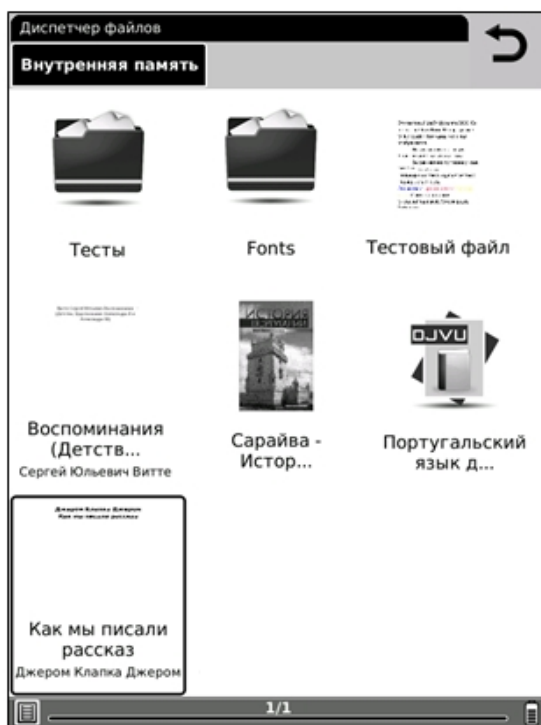 Диспетчер файлов
Внутренняя память
Тесты
Fonts
Тестовый файл
ИСТОРИЯ
DJVU
Воспоминания
(Детств...
Сергей Юльевич Витте
Сарайва -
Истор...
Португальский
язык д...
Джером Клапка Джером
Как мы писали рассказ
Как мы писали
рассказ
Джером Клапка Джером
1/1